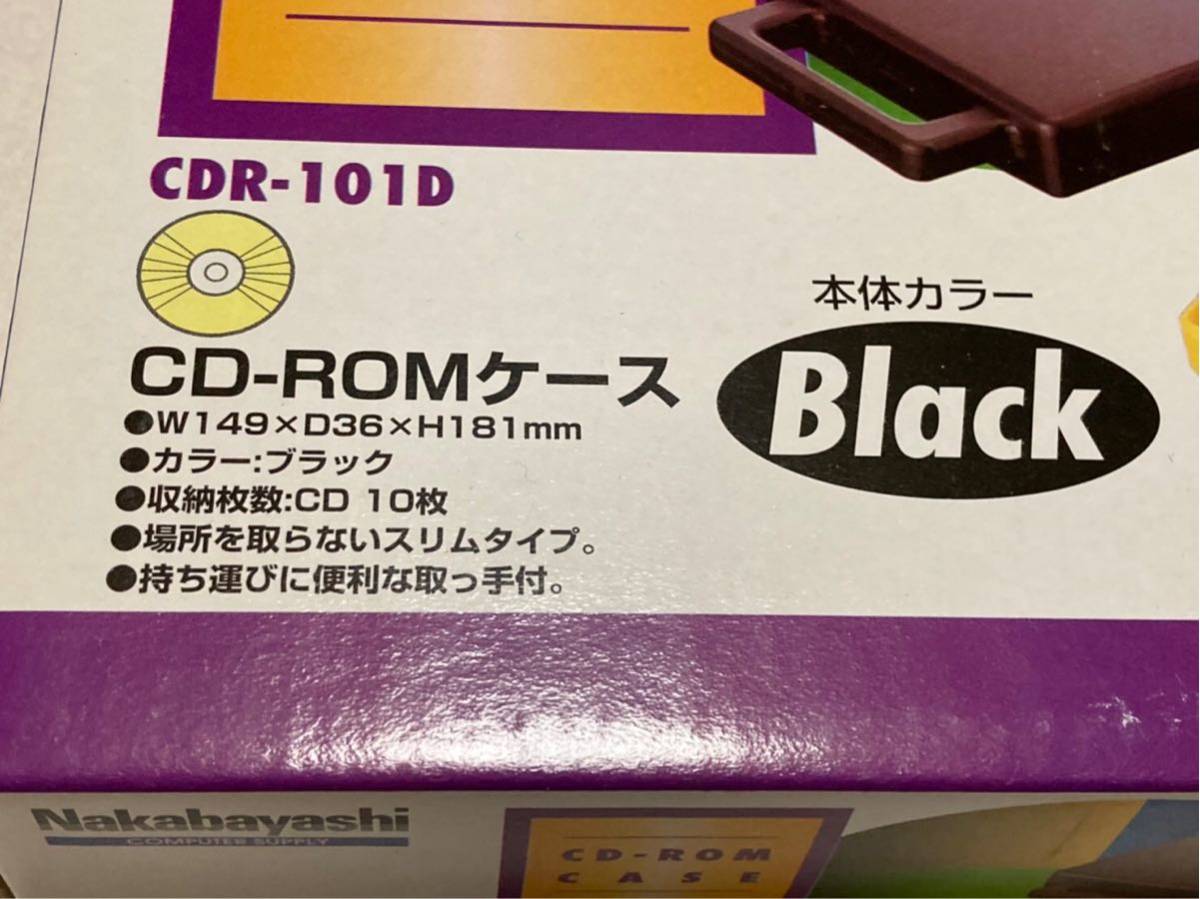 CDR-101D
本体カラー
Black
CD-ROMケース
●W149×D36×H181mm
●カラー:ブラック
●収納枚数:CD 10枚
●場所を取らないスリムタイプ。
●持ち運びに便利な取っ手付。
Nakabayashi
COMPUTER SUPPLY
CD-ROM
CASE